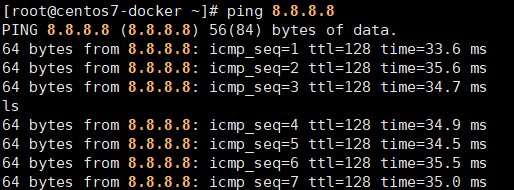 [root@centos7-docker ~]# ping 8.8.8.8
PING 8.8.8.8 (8.8.8.8) 56(84) bytes of data.
64 bytes from 8.8.8.8: icmp_seq=1 ttl=128 time=33.6 ms
64 bytes from 8.8.8.8: icmp_seq=2 ttl=128 time=35.6 ms
64 bytes from 8.8.8.8: icmp_seq=3 ttl=128 time=34.7 ms
ls
64 bytes from 8.8.8.8: icmp_seq=4 ttl=128 time=34.9 ms
64 bytes from 8.8.8.8: icmp_seq=5 ttl=128 time=34.5 ms
64 bytes from 8.8.8.8: icmp_seq=6 ttl=128 time=35.5 ms
64 bytes from 8.8.8.8: icmp_seq=7 ttl=128 time=35.0 ms